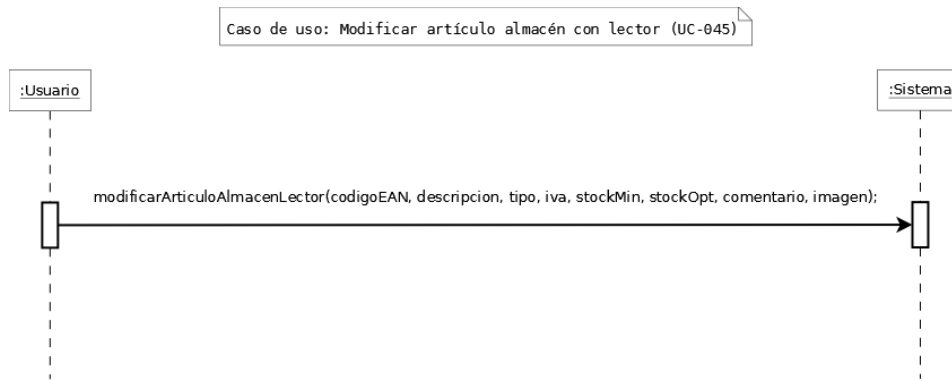 Caso de uso: Modificar artículo almacén con lector (UC-045)
:Usuario
:Sistema
modificarArticuloAlmacenLector(codigoEAN, descripcion, tipo, iva, stockMin, stockOpt, comentario, imagen);